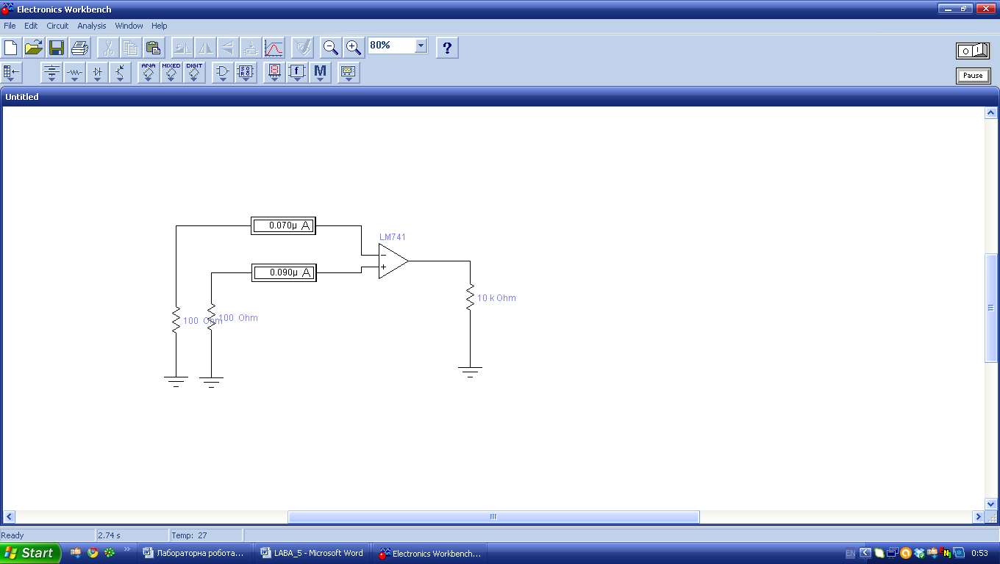 Electronics Workbench
File Edit Circuit Analysis Window Help
80%
?
O I
ANA MIXED DIGIT
f M
Pause
Untitled
0.070µ A
LM741
0.090µ A
10 k Ohm
100 Ohm
100 Ohm
Ready 2.74 s Temp: 27
Start Лабораторна робота... LABA_5 - Microsoft Word Electronics Workbench... EN 0:53